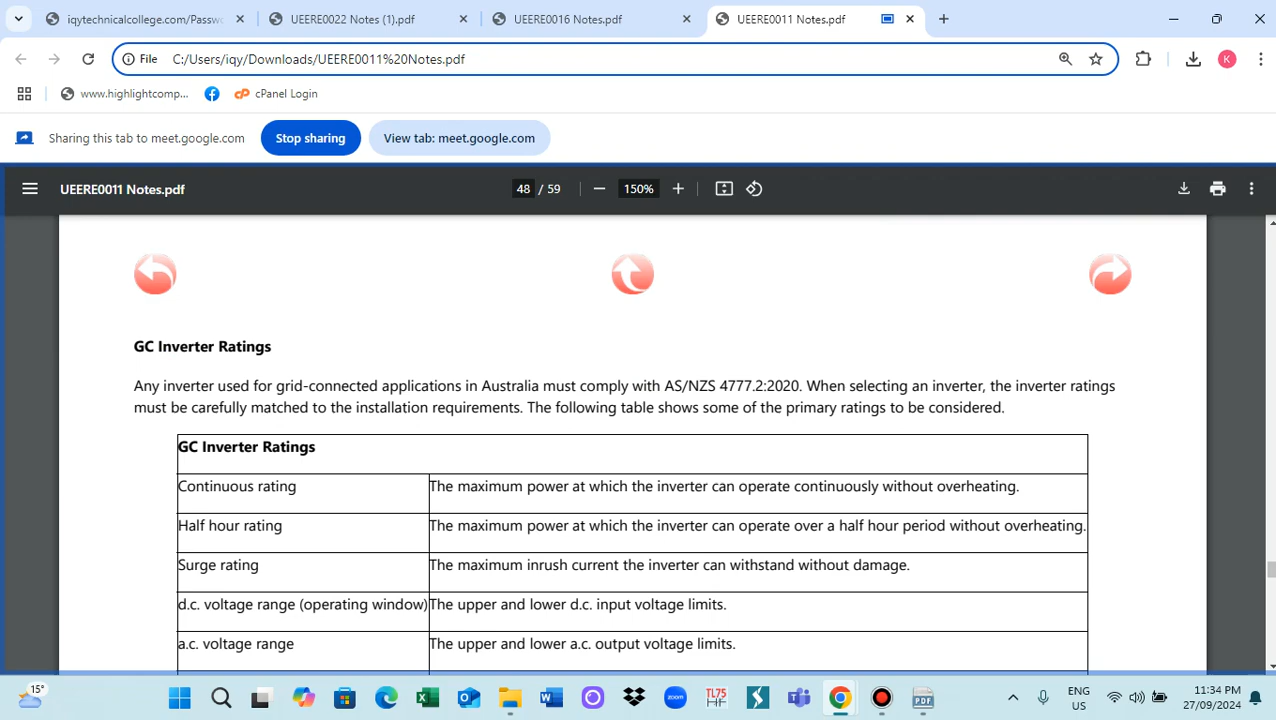 iqytechnicalcollege.com/Passwo
UEERE0022 Notes (1).pdf
UEERE0016 Notes.pdf
UEERE0011 Notes.pdf
File
C:/Users/iqy/Downloads/UEERE0011%20Notes.pdf
K
www.highlightcomp...
cPanel Login
Sharing this tab to meet.google.com
Stop sharing
View tab: meet.google.com
UEERE0011 Notes.pdf
48 / 59
150%
GC Inverter Ratings
Any inverter used for grid-connected applications in Australia must comply with AS/NZS 4777.2:2020. When selecting an inverter, the inverter ratings
must be carefully matched to the installation requirements. The following table shows some of the primary ratings to be considered.
GC Inverter Ratings
Continuous rating The maximum power at which the inverter can operate continuously without overheating.
Half hour rating The maximum power at which the inverter can operate over a half hour period without overheating.
Surge rating The maximum inrush current the inverter can withstand without damage.
d.c. voltage range (operating window) The upper and lower d.c. input voltage limits.
a.c. voltage range The upper and lower a.c. output voltage limits.
15°
zoom
TL75
HF
PDF
ENG
US
11:34 PM
27/09/2024